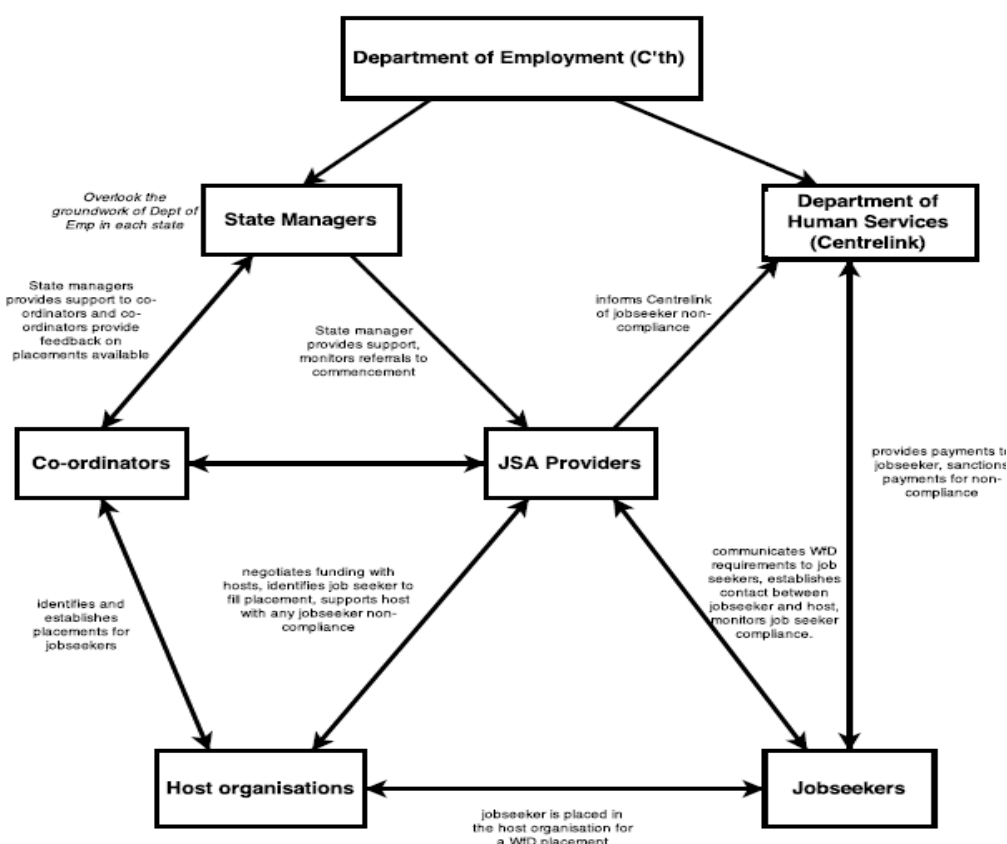 Department of Employment (C'th)
Overlook the
groundwork of Dept of
Emp in each state
State Managers
Department of
Human Services
(Centrelink)
State managers
provides support to co-
ordinators and co-
ordinators provide
feedback on
placements available
State manager
provides support,
monitors referrals to
commencement
informs Centrelink
of jobseeker non-
compliance
Co-ordinators
JSA Providers
provides payments to
jobseeker, sanctions
payments for non-
compliance
identifies and
establishes
placements for
jobseekers
negotiates funding with
hosts, identifies job seeker to
fill placement, supports host
with any jobseeker non-
compliance
communicates WfD
requirements to job
seekers, establishes
contact between
jobseeker and host,
monitors job seeker
compliance.
Host organisations
Jobseekers
jobseeker is placed in
the host organisation for
a WfD placement